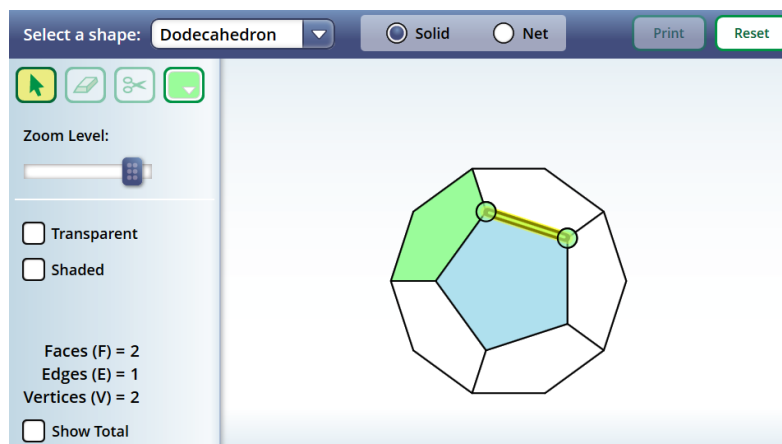 Select a shape: Dodecahedron Solid Net Print Reset
Zoom Level:
Transparent
Shaded
Faces (F) = 2
Edges (E) = 1
Vertices (V) = 2
Show Total